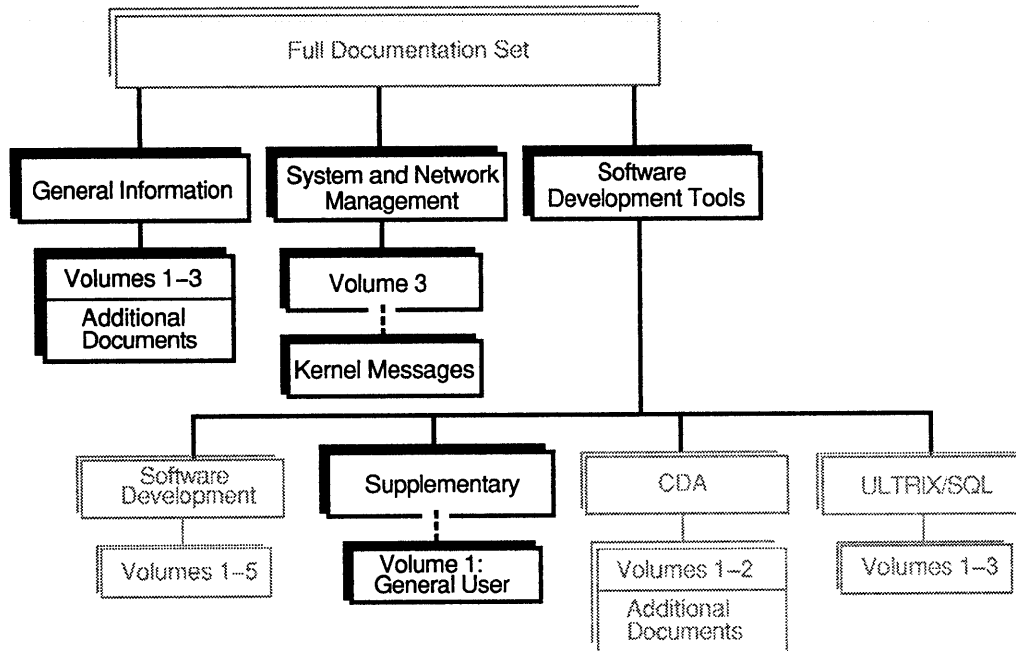 Full Documentation Set
General Information
System and Network
Management
Software
Development Tools
Volumes 1–3
Additional
Documents
Volume 3
Kernel Messages
Software
Development
Supplementary
CDA
ULTRIX/SQL
Volumes 1–5
Volume 1:
General User
Volumes 1–2
Additional
Documents
Volumes 1–3